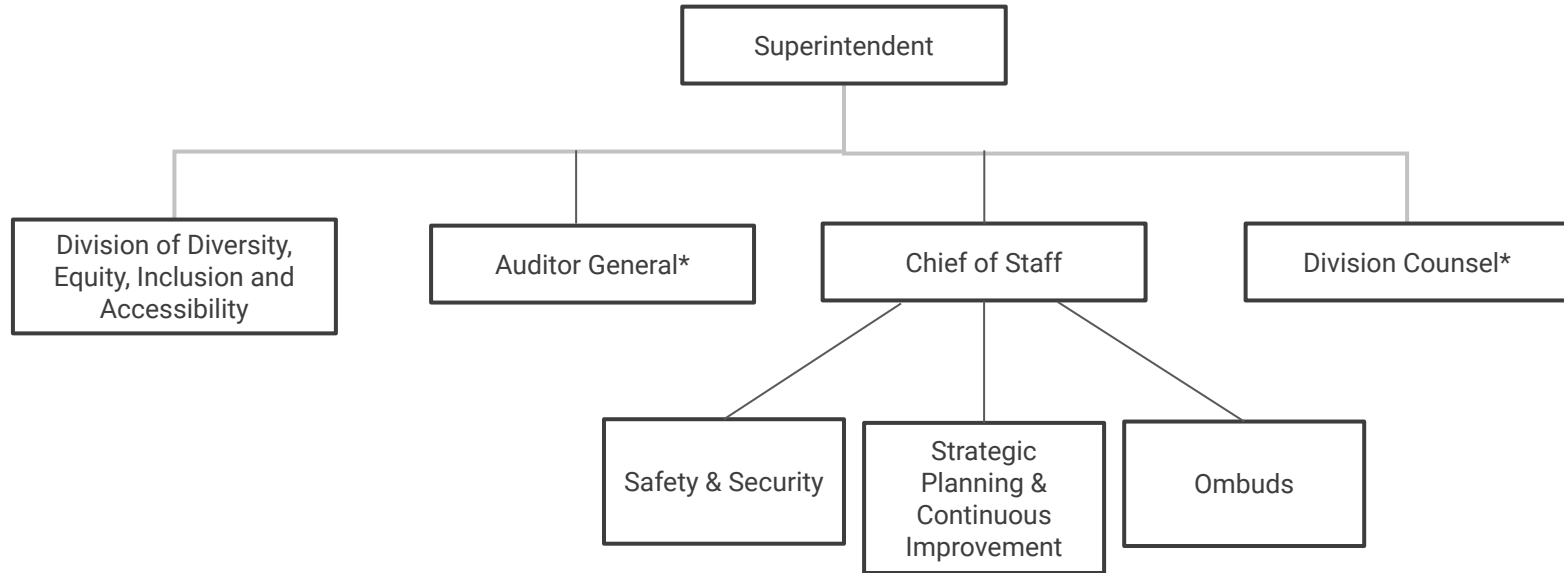 Superintendent
Division of Diversity,
Equity, Inclusion and
Accessibility
Auditor General*
Chief of Staff
Division Counsel*
Safety & Security
Strategic
Planning &
Continuous
Improvement
Ombuds